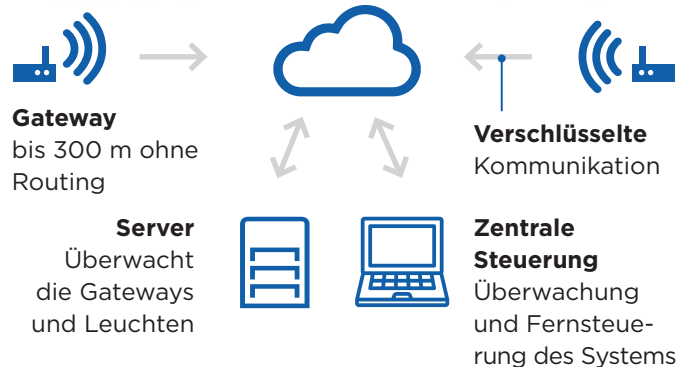 Gateway
bis 300 m ohne
Routing
Verschlüsselte
Kommunikation
Server
Überwacht
die Gateways
und Leuchten
Zentrale
Steuerung
Überwachung
und Fernsteue-
rung des Systems